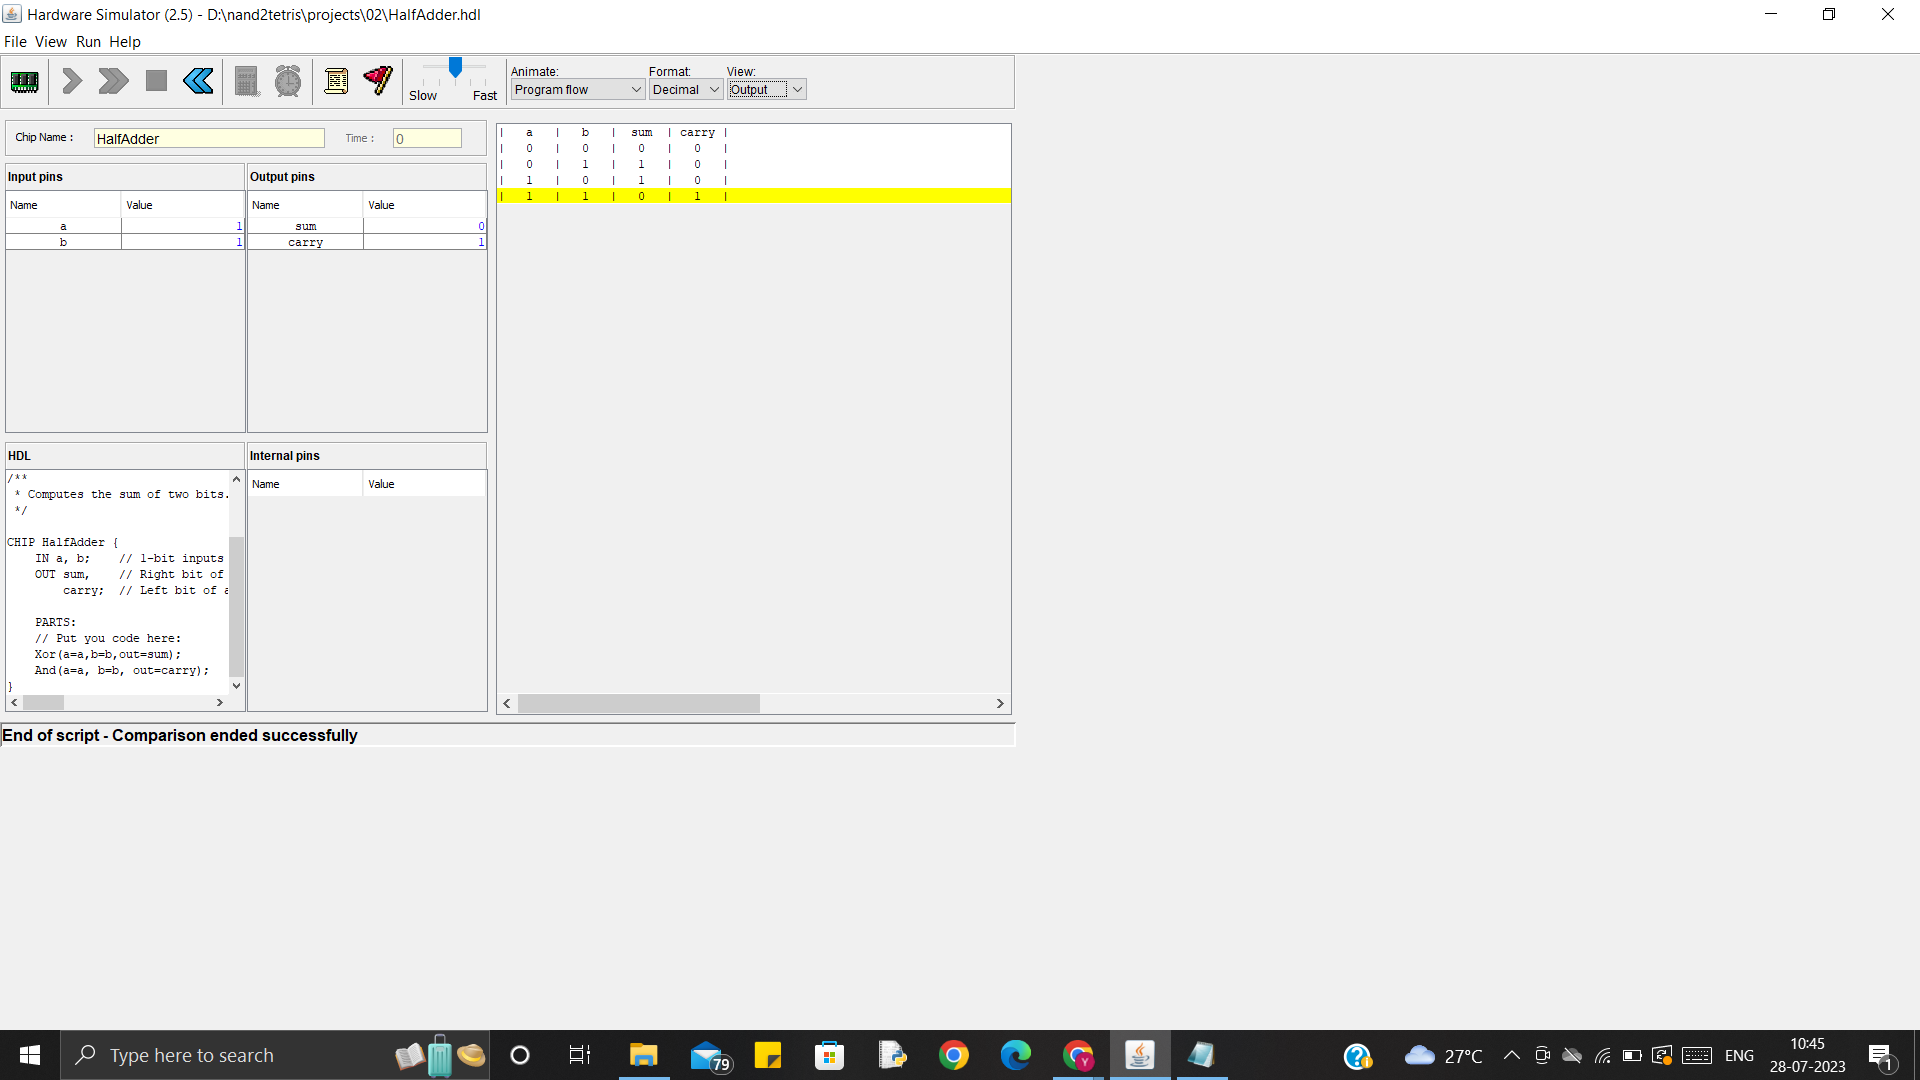 Hardware Simulator (2.5) - D:\nand2tetris\projects\02\HalfAdder.hdl
File View Run Help
Slow Fast
Animate: Format: View:
Program flow Decimal Output
Chip Name : HalfAdder Time : 0
Input pins Output pins
Name Value Name Value
a 1 sum 0
b 1 carry 1
| a | b | sum | carry |
| 0 | 0 | 0 | 0 |
| 0 | 1 | 1 | 0 |
| 1 | 0 | 1 | 0 |
| 1 | 1 | 0 | 1 |
HDL Internal pins
Name Value
/**
* Computes the sum of two bits.
*/
CHIP HalfAdder {
IN a, b; // 1-bit inputs
OUT sum, // Right bit of
carry; // Left bit of
PARTS:
// Put you code here:
Xor(a=a,b=b,out=sum);
And(a=a, b=b, out=carry);
}
End of script - Comparison ended successfully
Type here to search
79
Y
27°C
ENG
10:45
28-07-2023
1